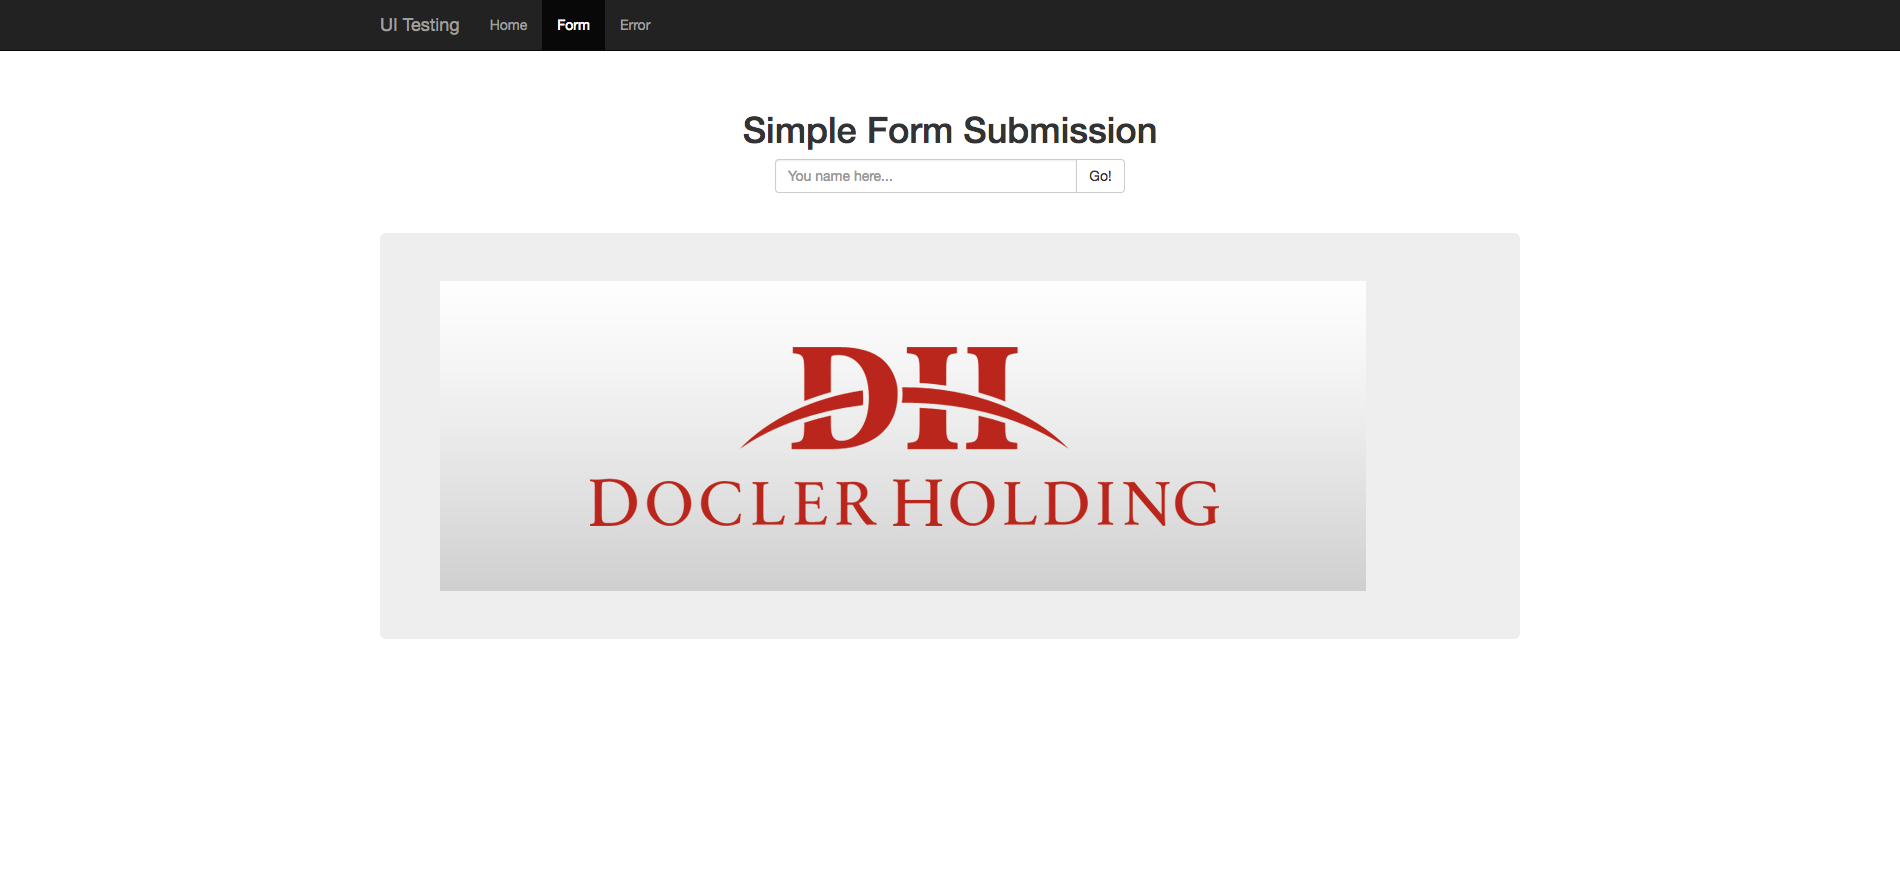 UI Testing Home Form Error
Simple Form Submission
You name here... Go!
DH
DOCLER HOLDING